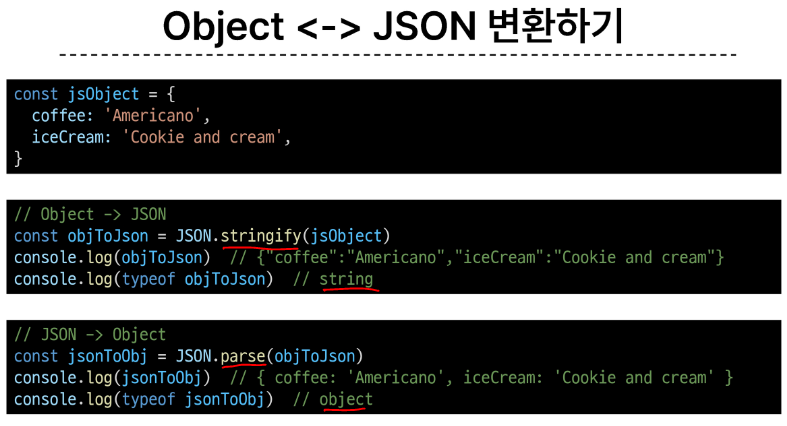 Object <-> JSON 변환하기
const jsObject = {
  coffee: 'Americano',
  iceCream: 'Cookie and cream',
}
// Object -> JSON
const objToJson = JSON.stringify(jsObject)
console.log(objToJson)  // {"coffee":"Americano","iceCream":"Cookie and cream"}
console.log(typeof objToJson)  // string
// JSON -> Object
const jsonToObj = JSON.parse(objToJson)
console.log(jsonToObj)  // { coffee: 'Americano', iceCream: 'Cookie and cream' }
console.log(typeof jsonToObj)  // object